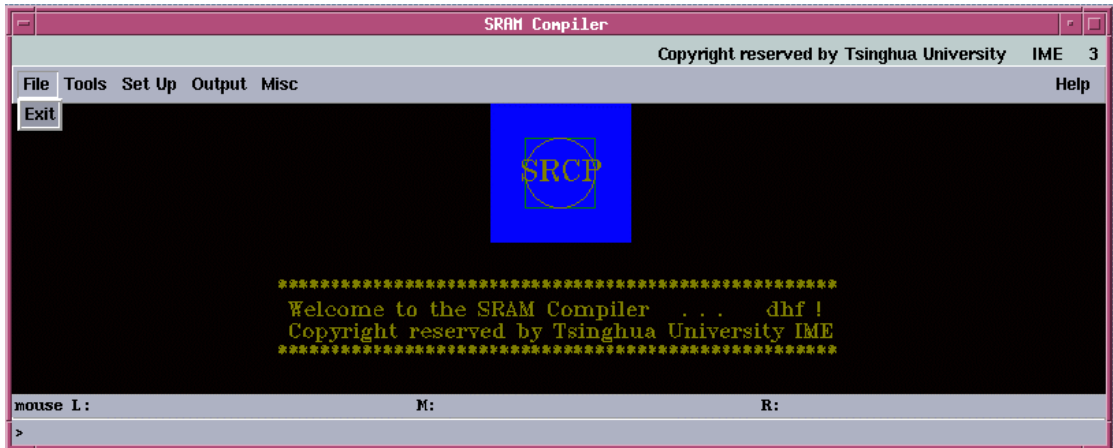 SRAM Compiler
Copyright reserved by Tsinghua University IME 3
File Tools Set Up Output Misc Help
Exit
SRCP
*****************************************************
Welcome to the SRAM Compiler ... dhf !
Copyright reserved by Tsinghua University IME
*****************************************************
mouse L: M: R:
>